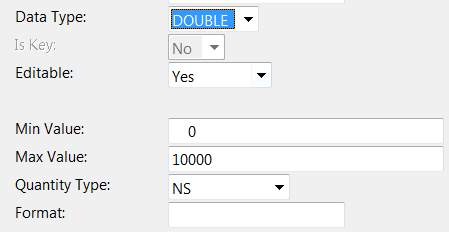 Data Type: DOUBLE
Is Key: No
Editable: Yes
Min Value: 0
Max Value: 10000
Quantity Type: NS
Format: